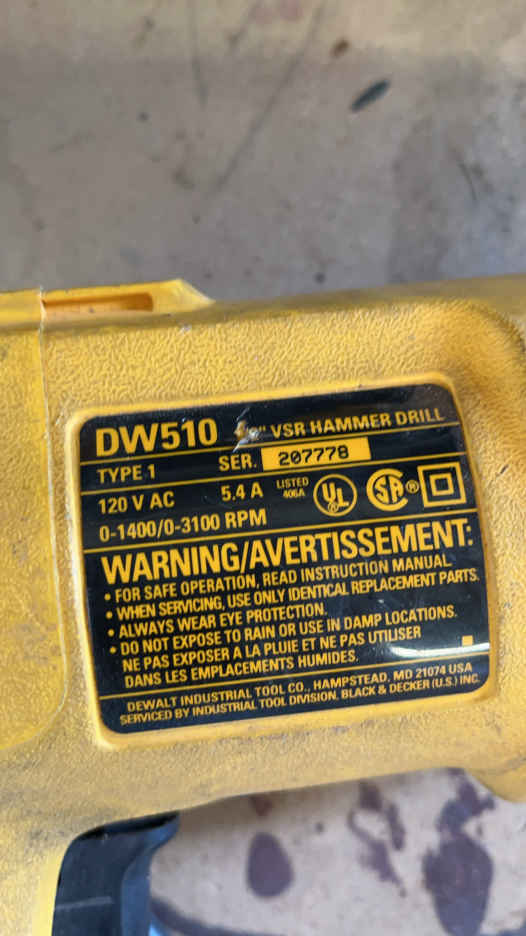 DW510 VSR HAMMER DRILL
TYPE 1 SER. 207778
120 V AC 5.4 A LISTED 406A UL ® SA ®
0-1400/0-3100 RPM
WARNING/AVERTISSEMENT:
• FOR SAFE OPERATION, READ INSTRUCTION MANUAL.
• WHEN SERVICING, USE ONLY IDENTICAL REPLACEMENT PARTS.
• ALWAYS WEAR EYE PROTECTION.
• DO NOT EXPOSE TO RAIN OR USE IN DAMP LOCATIONS.
NE PAS EXPOSER A LA PLUIE ET NE PAS UTILISER
DANS LES EMPLACEMENTS HUMIDES.
DEWALT INDUSTRIAL TOOL CO., HAMPSTEAD, MD 21074 USA
SERVICED BY INDUSTRIAL TOOL DIVISION, BLACK & DECKER (U.S.) INC.